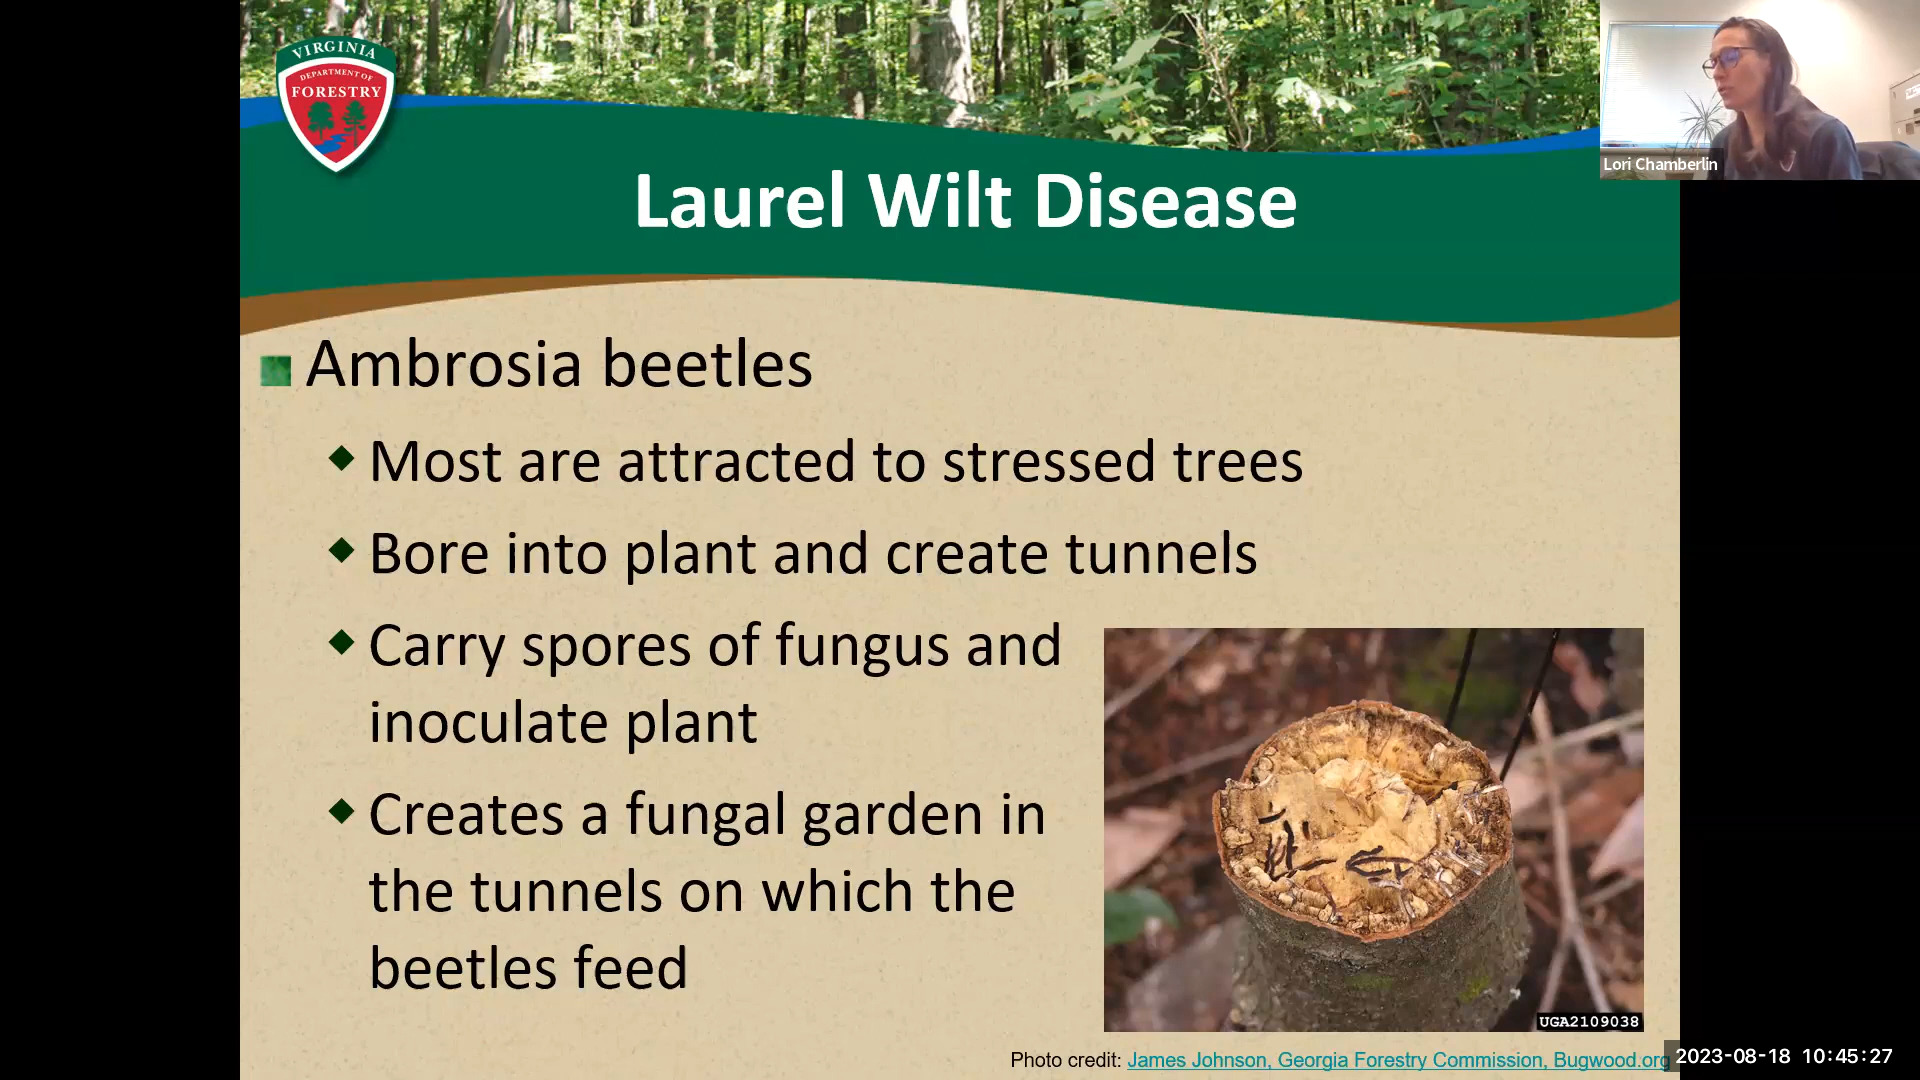 VIRGINIA
DEPARTMENT OF
FORESTRY
Lori Chamberlin
Laurel Wilt Disease
Ambrosia beetles
Most are attracted to stressed trees
Bore into plant and create tunnels
Carry spores of fungus and
inoculate plant
Creates a fungal garden in
the tunnels on which the
beetles feed
UGA2109038
Photo credit: James Johnson, Georgia Forestry Commission, Bugwood.org
2023-08-18 10:45:27